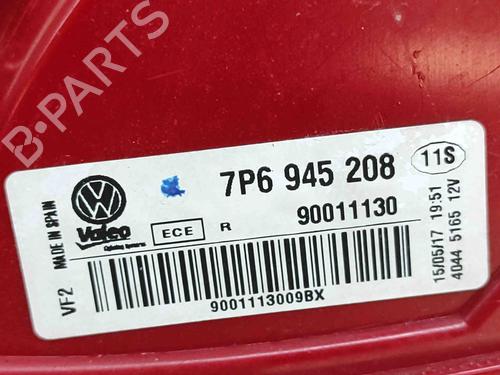 B-PARTS
7P6 945 208
11S
90011130
ECE
R
Valeo
MADE IN SPAIN
VF2
9001113009BX
15/05/17 19:51
4044 5165 12V